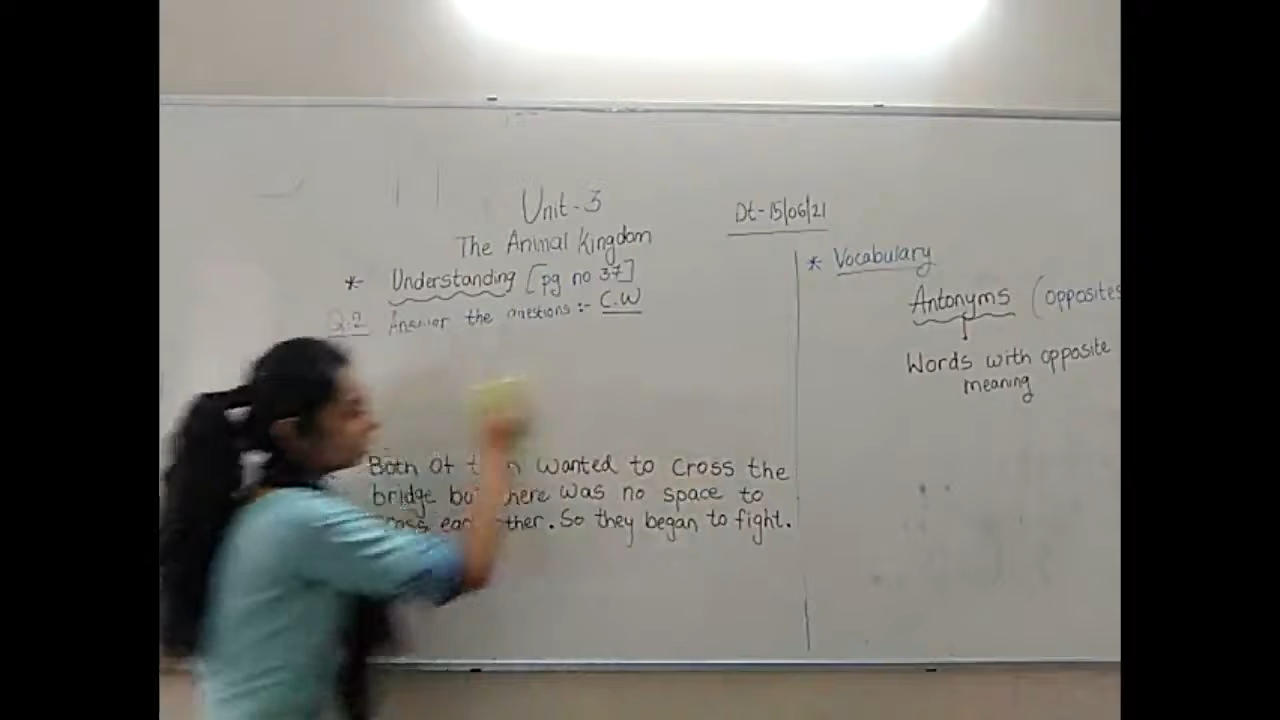 Unit-3
Dt-15/06/21
The Animal Kingdom
*- Understanding [pg no 37]
Q.2 Answer the questions :- C.W
Both of wanted to cross the
bridge there was no space to
So they began to fight.
* Vocabulary
Antonyms (opposites
Words with opposite
meaning